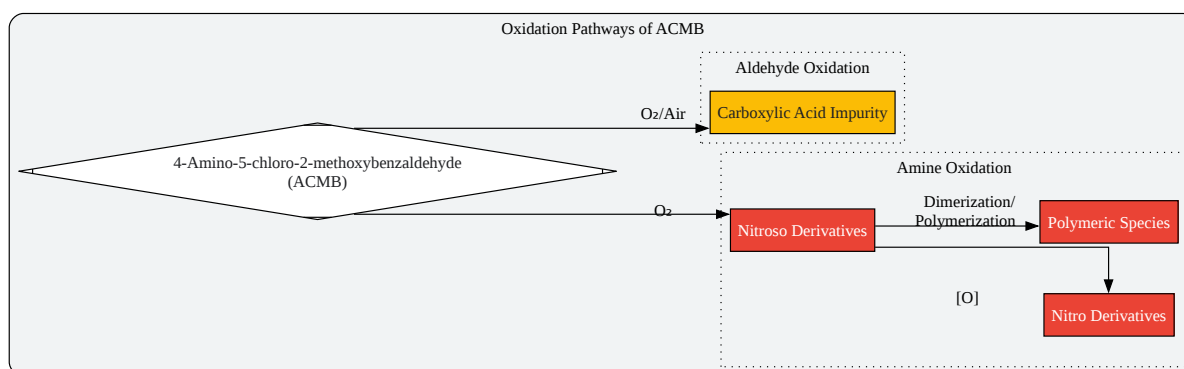 Oxidation Pathways of ACMB
Aldehyde Oxidation
O₂/Air
Carboxylic Acid Impurity
4-Amino-5-chloro-2-methoxybenzaldehyde
(ACMB)
Amine Oxidation
O₂
Nitroso Derivatives
Dimerization/
Polymerization
Polymeric Species
[O]
Nitro Derivatives